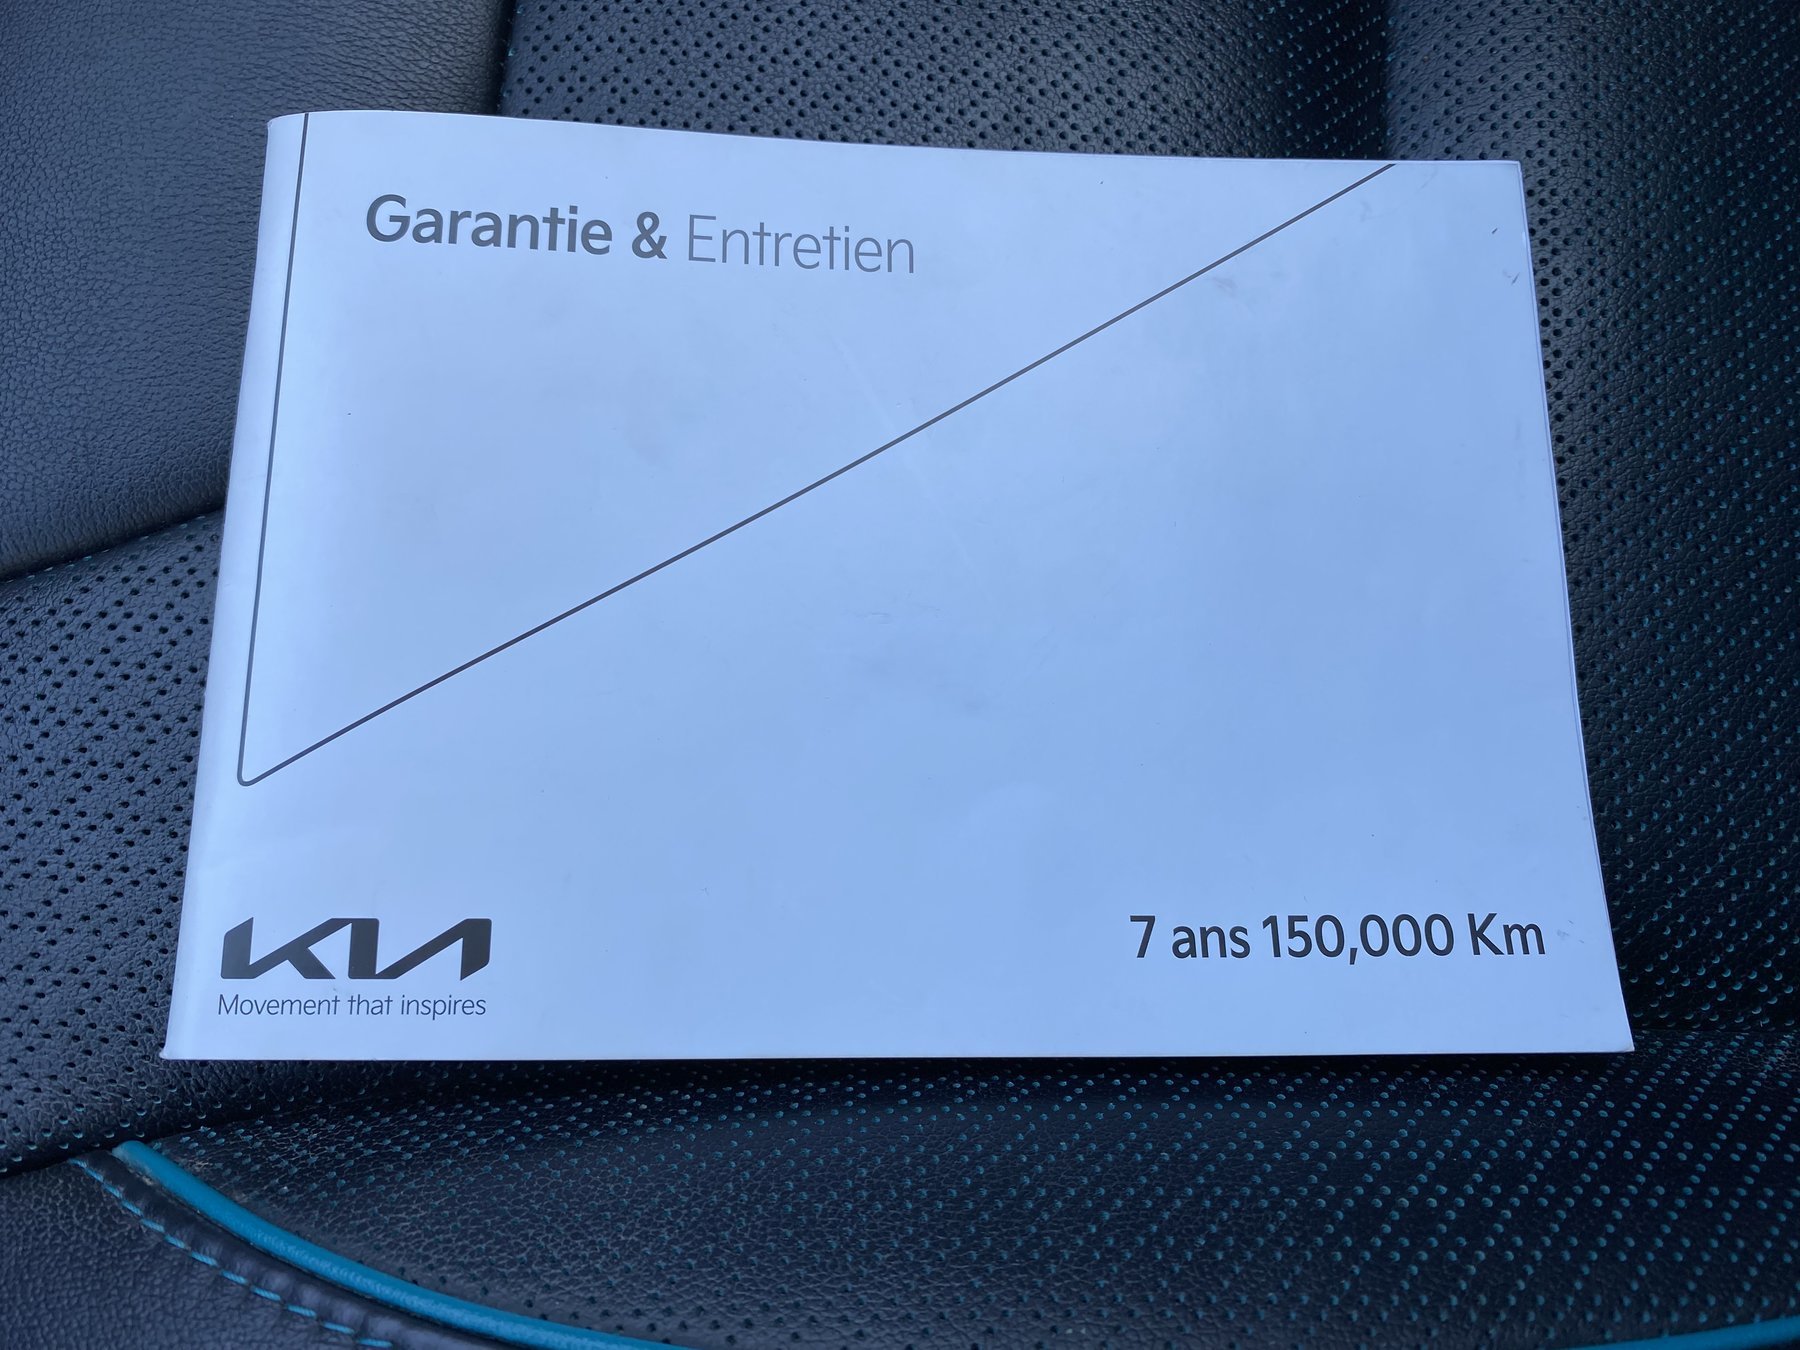 Garantie & Entretien
KIA
Movement that inspires
7 ans 150,000 Km